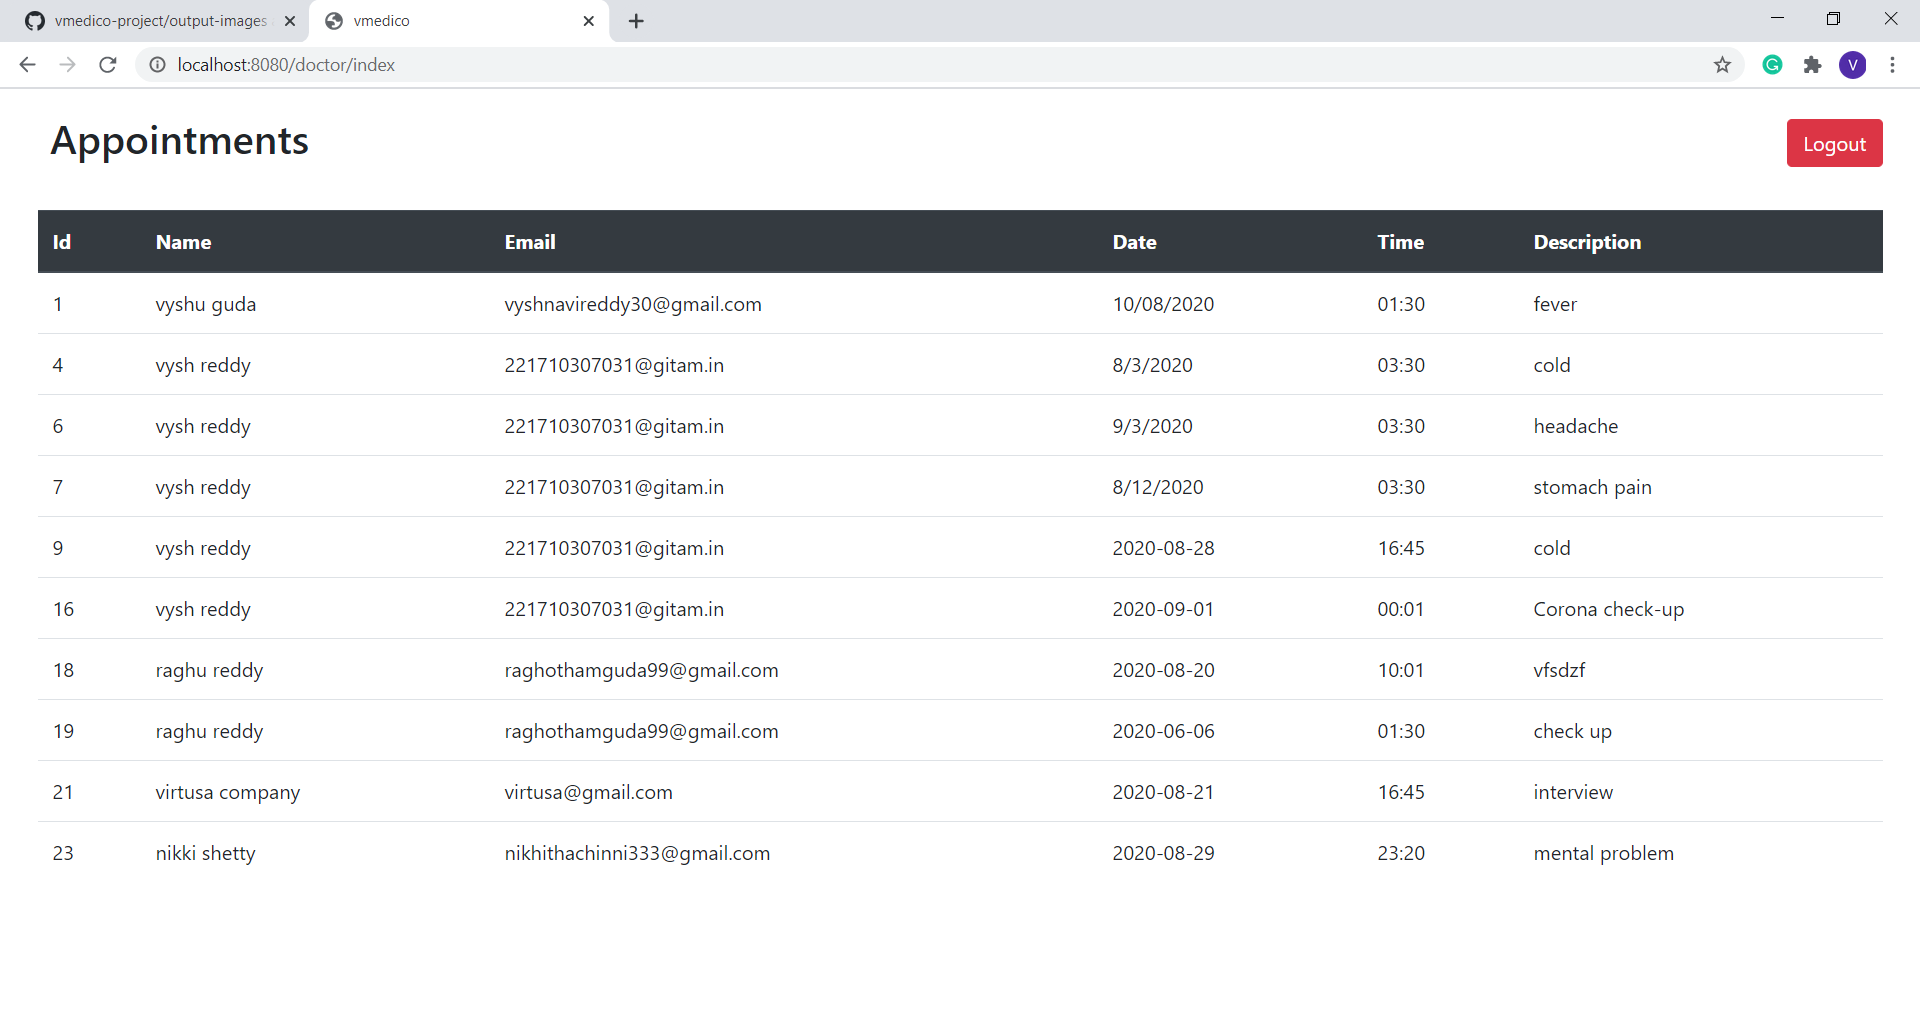 vmedico-project/output-images
vmedico
localhost:8080/doctor/index
V
Appointments
Logout
Id Name Email Date Time Description
1 vyshu guda vyshnavireddy30@gmail.com 10/08/2020 01:30 fever
4 vysh reddy 221710307031@gitam.in 8/3/2020 03:30 cold
6 vysh reddy 221710307031@gitam.in 9/3/2020 03:30 headache
7 vysh reddy 221710307031@gitam.in 8/12/2020 03:30 stomach pain
9 vysh reddy 221710307031@gitam.in 2020-08-28 16:45 cold
16 vysh reddy 221710307031@gitam.in 2020-09-01 00:01 Corona check-up
18 raghu reddy raghothamguda99@gmail.com 2020-08-20 10:01 vfsdzf
19 raghu reddy raghothamguda99@gmail.com 2020-06-06 01:30 check up
21 virtusa company virtusa@gmail.com 2020-08-21 16:45 interview
23 nikki shetty nikhithachinni333@gmail.com 2020-08-29 23:20 mental problem